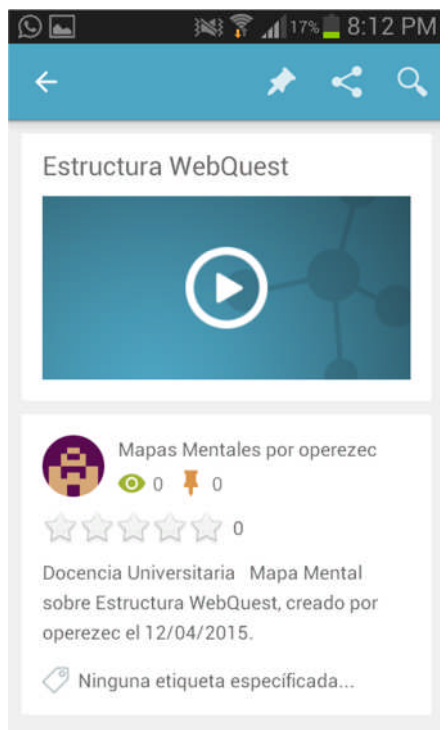 17% 8:12 PM
Estructura WebQuest
Mapas Mentales por operezec
0 0
0
Docencia Universitaria Mapa Mental
sobre Estructura WebQuest, creado por
operezec el 12/04/2015.
Ninguna etiqueta específicada...